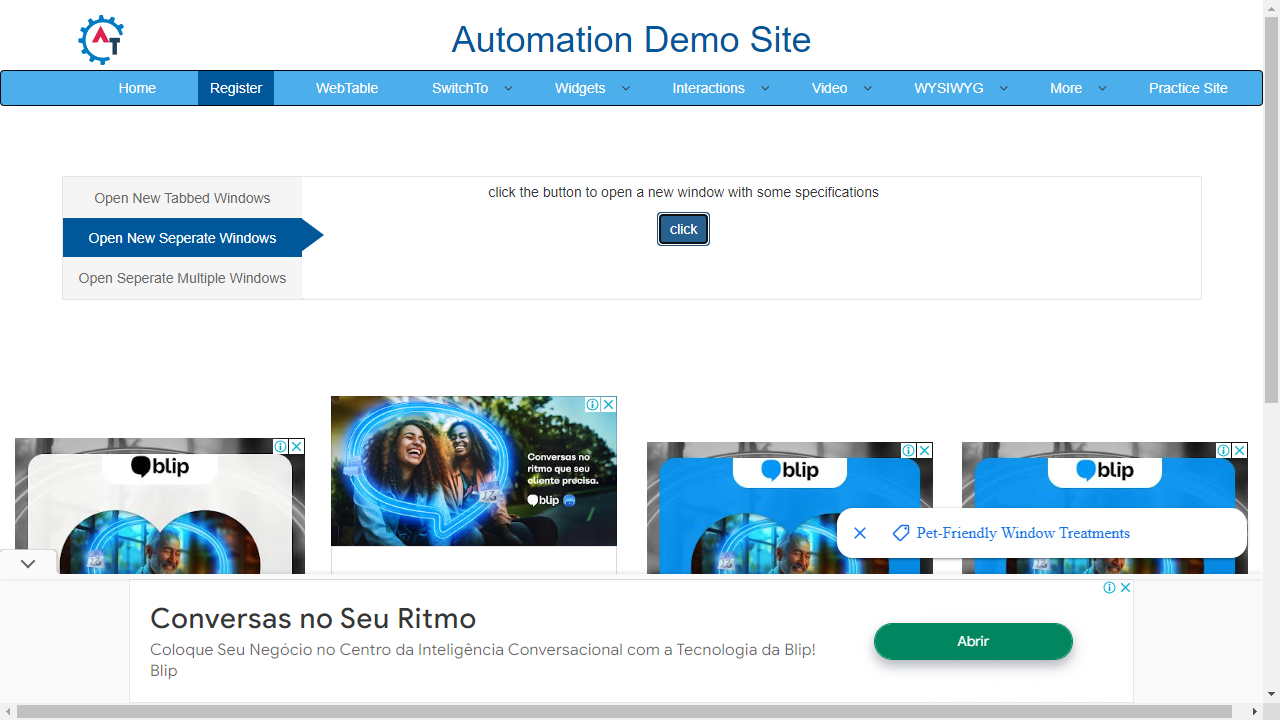 AT
Automation Demo Site
Home Register WebTable SwitchTo Widgets Interactions Video WYSIWYG More Practice Site
Open New Tabbed Windows
Open New Seperate Windows
Open Seperate Multiple Windows
click the button to open a new window with some specifications
click
blip
Conversas no
ritmo que seu
cliente precisa.
blip
blip
blip
Pet-Friendly Window Treatments
Conversas no Seu Ritmo
Coloque Seu Negócio no Centro da Inteligência Conversacional com a Tecnologia da Blip!
Blip
Abrir